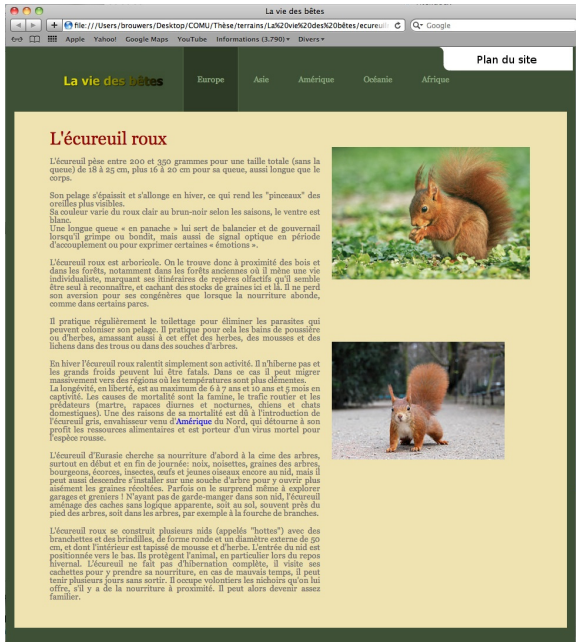 La vie des bêtes
file:///Users/brouwers/Desktop/COMU/Thèse/terrains/La%20vie%20des%20bêtes/ecureuil
Google
Apple Yahoo! Google Maps YouTube Informations (3.790) Divers
Plan du site
La vie des bêtes Europe Asie Amérique Océanie Afrique
L'écureuil roux
L'écureuil pèse entre 200 et 350 grammes pour une taille totale (sans la
queue) de 18 à 25 cm, plus 16 à 20 cm pour sa queue, aussi longue que le
corps.
Son pelage s'épaissit et s'allonge en hiver, ce qui rend les "pinceaux" des
oreilles plus visibles.
Sa couleur varie du roux clair au brun-noir selon les saisons, le ventre est
blanc.
Une longue queue « en panache » lui sert de balancier et de gouvernail
lorsqu'il grimpe ou bondit, mais aussi de signal optique en période
d'accouplement ou pour exprimer certaines « émotions ».
L'écureuil roux est arboricole. On le trouve donc à proximité des bois et
dans les forêts, notamment dans les forêts anciennes où il mène une vie
individualiste, marquant ses itinéraires de repères olfactifs qu'il semble
être seul à reconnaître, et cachant des stocks de graines ici et là. Il ne perd
son aversion pour ses congénères que lorsque la nourriture abonde,
comme dans certains parcs.
Il pratique régulièrement le toilettage pour éliminer les parasites qui
peuvent coloniser son pelage. Il pratique pour cela les bains de poussière
ou d'herbes, amassant aussi à cet effet des herbes, des mousses et des
lichens dans des trous ou dans des souches d'arbres.
En hiver l'écureuil roux ralentit simplement son activité. Il n'hiberne pas et
les grands froids peuvent lui être fatals. Dans ce cas il peut migrer
massivement vers des régions où les températures sont plus clémentes.
La longévité, en liberté, est au maximum de 6 à 7 ans et 10 ans et 5 mois en
captivité. Les causes de mortalité sont la famine, le trafic routier et les
prédateurs (martre, rapaces diurnes et nocturnes, chiens et chats
domestiques). Une des raisons de sa mortalité est dû à l'introduction de
l'écureuil gris, envahisseur venu d'Amérique du Nord, qui détourne à son
profit les ressources alimentaires et est porteur d'un virus mortel pour
l'espèce rousse.
L'écureuil d'Eurasie cherche sa nourriture d'abord à la cime des arbres,
surtout en début et en fin de journée: noix, noisettes, graines des arbres,
bourgeons, écorces, insectes, œufs et jeunes oiseaux encore au nid, mais il
peut aussi descendre s'installer sur une souche d'arbre pour y ouvrir plus
aisément les graines récoltées. Parfois on le surprend même à explorer
garages et greniers ! N'ayant pas de garde-manger dans son nid, l'écureuil
aménage des caches sans logique apparente, soit au sol, souvent près du
pied des arbres, soit dans les arbres, par exemple à la fourche de branches.
L'écureuil roux se construit plusieurs nids (appelés "hottes") avec des
branchettes et des brindilles, de forme ronde et un diamètre externe de 50
cm, et dont l'intérieur est tapissé de mousse et d'herbe. L'entrée du nid est
positionnée vers le bas. Ils protègent l'animal, en particulier lors du repos
hivernal. L'écureuil ne fait pas d'hibernation complète, il visite ses
cachettes pour y prendre sa nourriture, en cas de mauvais temps, il peut
tenir plusieurs jours sans sortir. Il occupe volontiers les nichoirs qu'on lui
offre, s'il y a de la nourriture à proximité. Il peut alors devenir assez
familier.